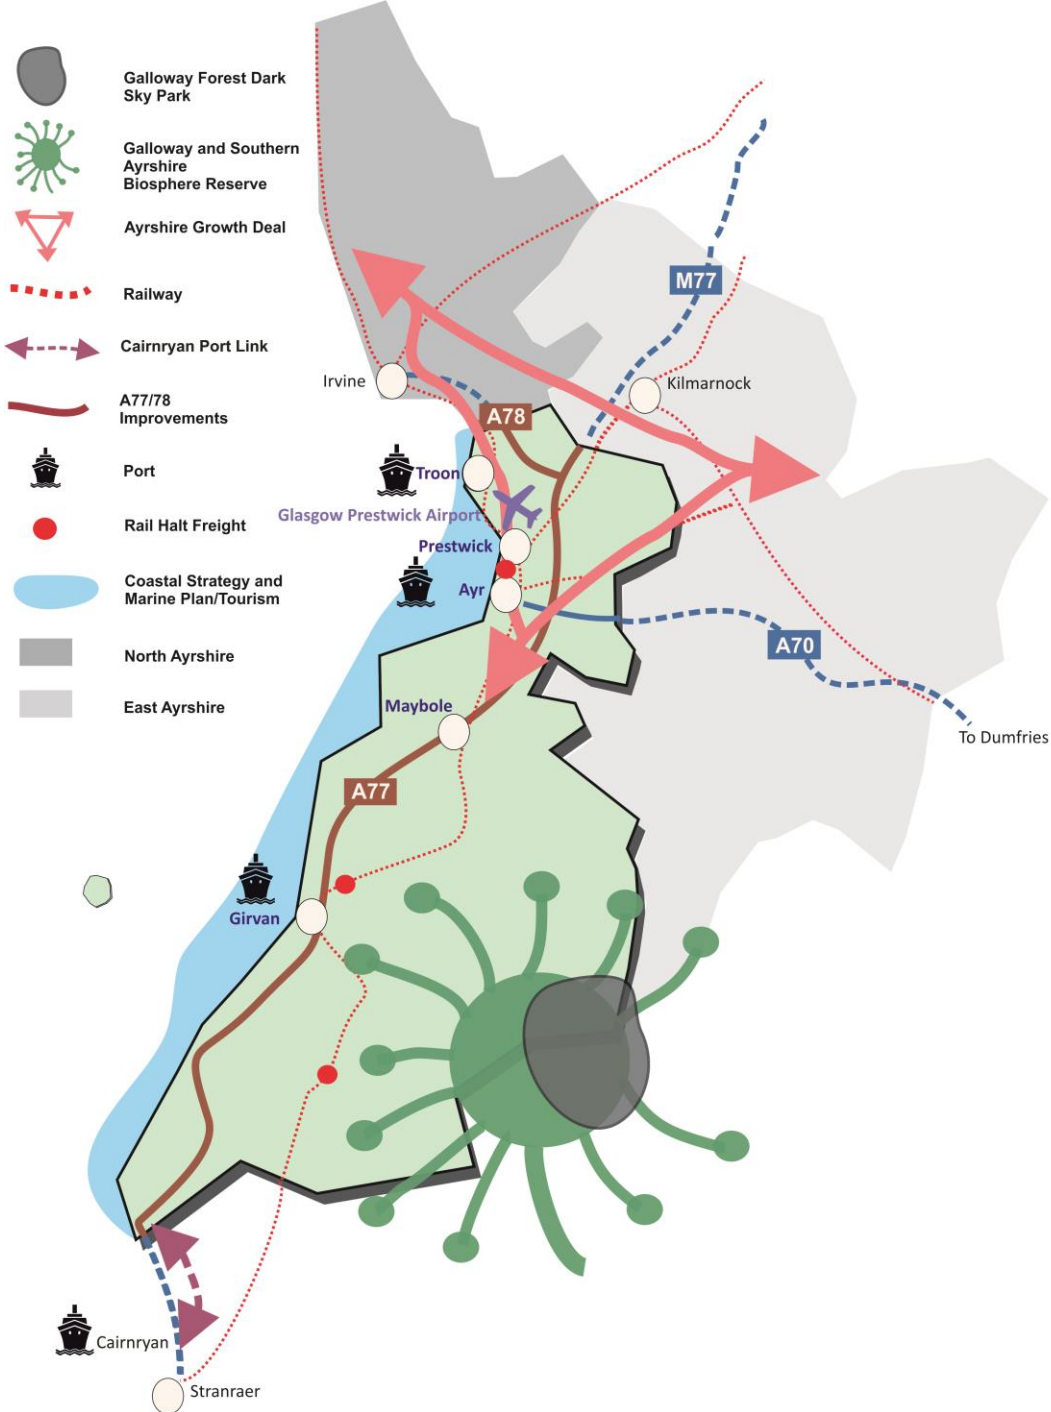 Galloway Forest Dark
Sky Park
Galloway and Southern
Ayrshire
Biosphere Reserve
Ayrshire Growth Deal
Railway
Cairnryan Port Link
A77/78
Improvements
Port
Rail Halt Freight
Coastal Strategy and
Marine Plan/Tourism
North Ayrshire
East Ayrshire
M77
Irvine
Kilmarnock
A78
Troon
Glasgow Prestwick Airport
Prestwick
Ayr
A70
Maybole
To Dumfries
A77
Girvan
Cairnryan
Stranraer